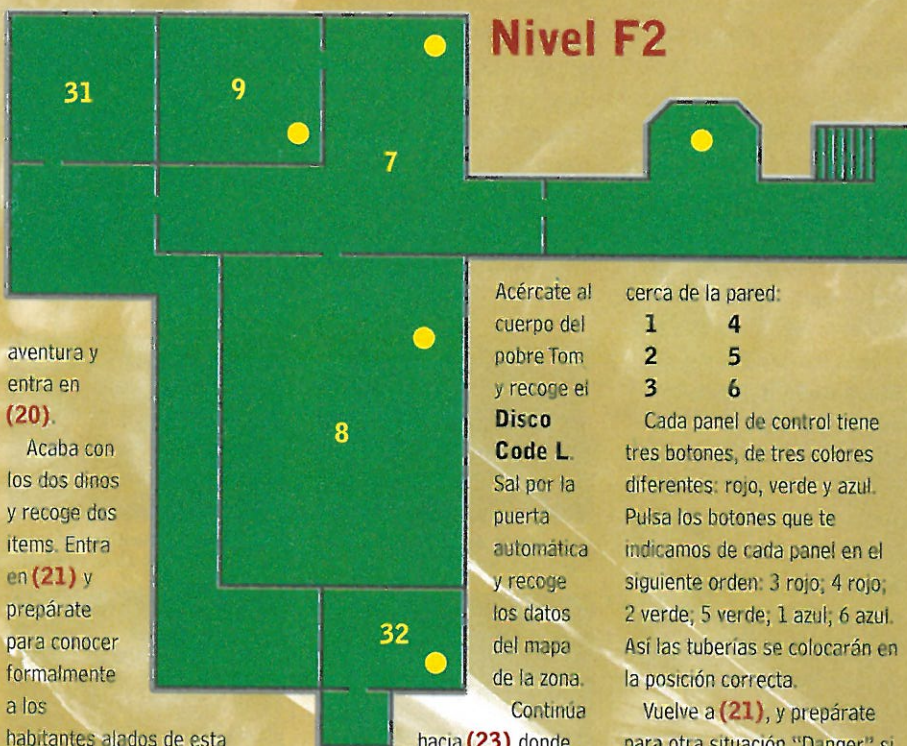 Nivel F2
31
9
7
8
32
aventura y
entra en
(20).
Acaba con
los dos dinos
y recoge dos
items. Entra
en (21) y
prepárate
para conocer
formalmente
a los
habitantes alados de esta
Acércate al
cuerpo del
pobre Tom
y recoge el
Disco
Code L.
Sal por la
puerta
automática
y recoge
los datos
del mapa
de la zona.
Continúa
hacia (23) donde
cerca de la pared:
1 4
2 5
3 6
Cada panel de control tiene
tres botones, de tres colores
diferentes: rojo, verde y azul.
Pulsa los botones que te
indicamos de cada panel en el
siguiente orden: 3 rojo; 4 rojo;
2 verde; 5 verde; 1 azul; 6 azul.
Así las tuberías se colocarán en
la posición correcta.
Vuelve a (21), y prepárate
para otra situación "Danger" si